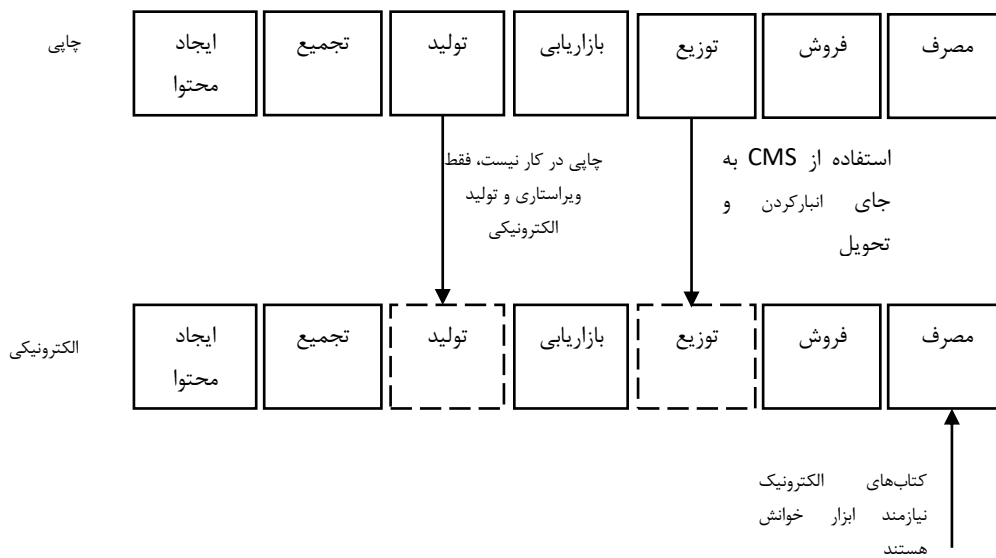 چاپی
ایجاد
محتوا
تجمیع
تولید
بازاریابی
توزیع
فروش
مصرف
چاپی در کار نیست، فقط
ویراستاری و تولید
الکترونیکی
استفاده از CMS به
جای انبارکردن و
تحویل
الکترونیکی
ایجاد
محتوا
تجمیع
تولید
بازاریابی
توزیع
فروش
مصرف
کتاب‌های الکترونیک
نیازمند ابزار خوانش
هستند